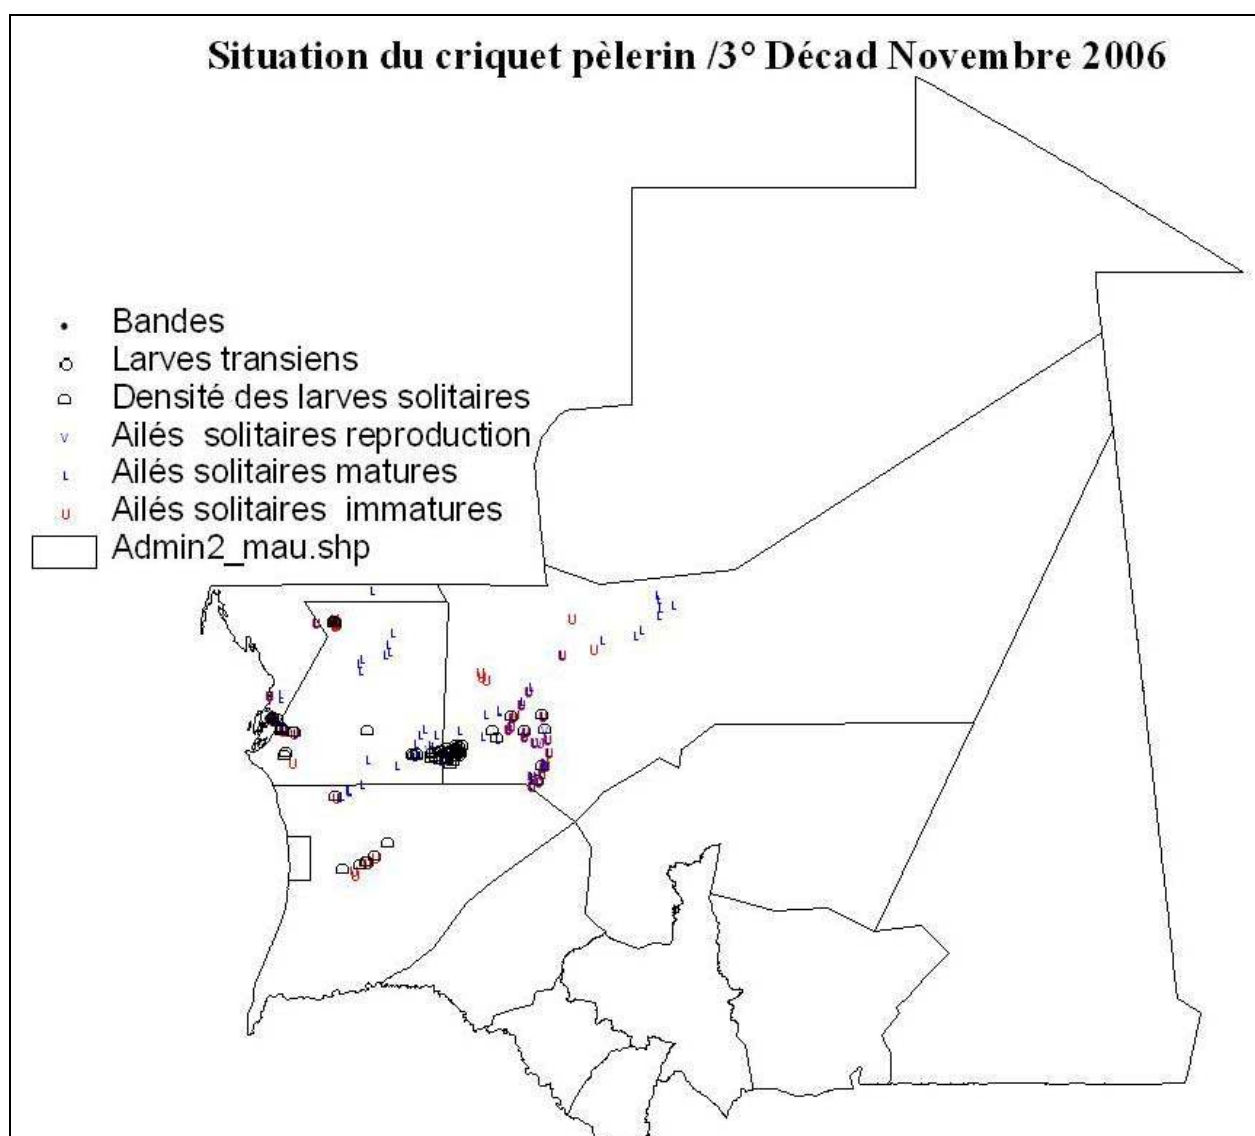 Situation du criquet pèlerin /3° Décad Novembre 2006
Bandes
Larves transiens
Densité des larves solitaires
Ailés solitaires reproduction
Ailés solitaires matures
Ailés solitaires immatures
Admin2_mau.shp